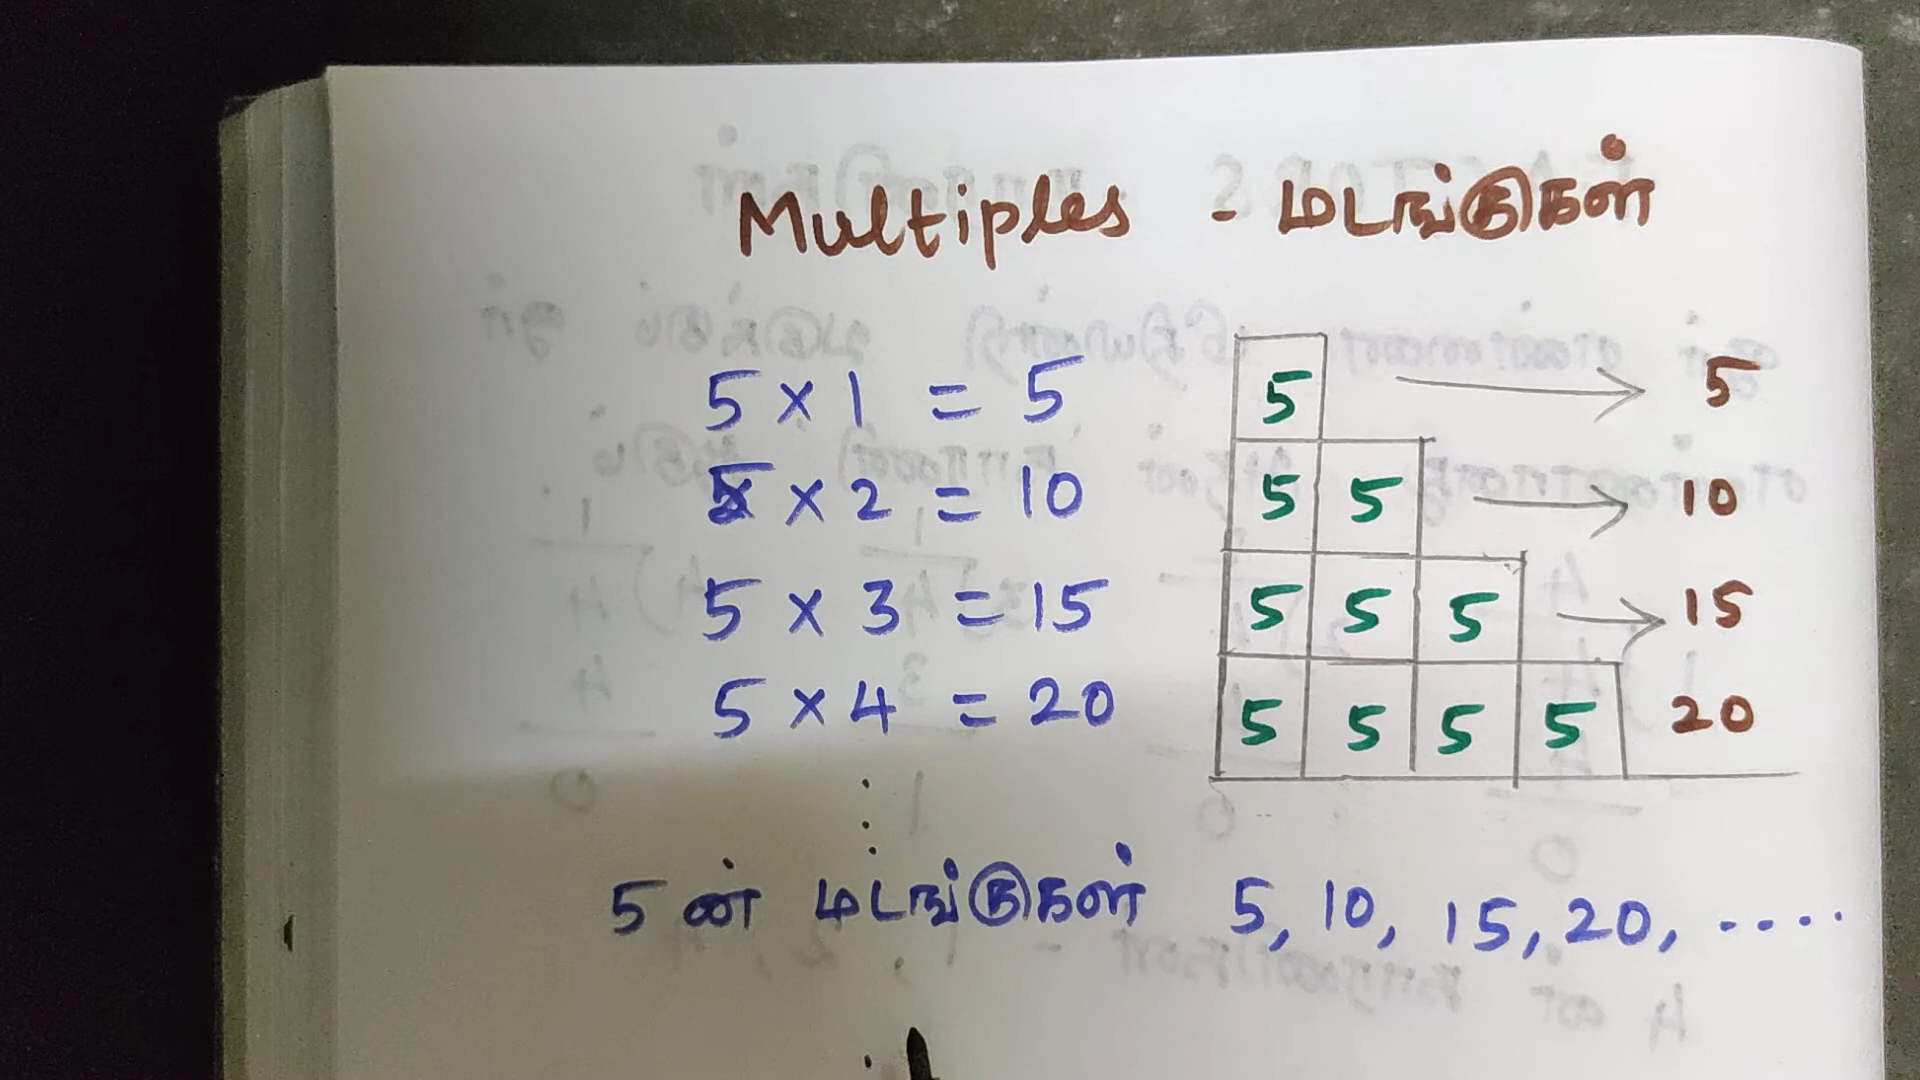 Multiples - மடங்குகள்
5 × 1 = 5
5 × 2 = 10
5 × 3 = 15
5 × 4 = 20
5 → 5
5 5 → 10
5 5 5 → 15
5 5 5 5 20
5 ன் மடங்குகள் 5, 10, 15, 20, ....